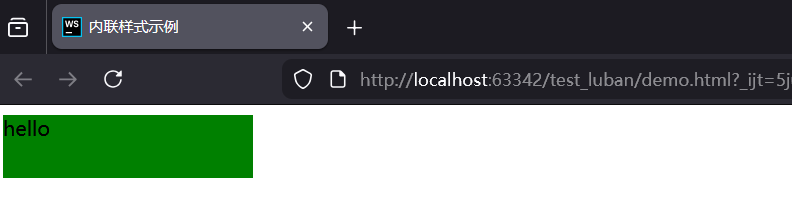 WS 内联样式示例
http://localhost:63342/test_luban/demo.html?_ijt=5j
hello